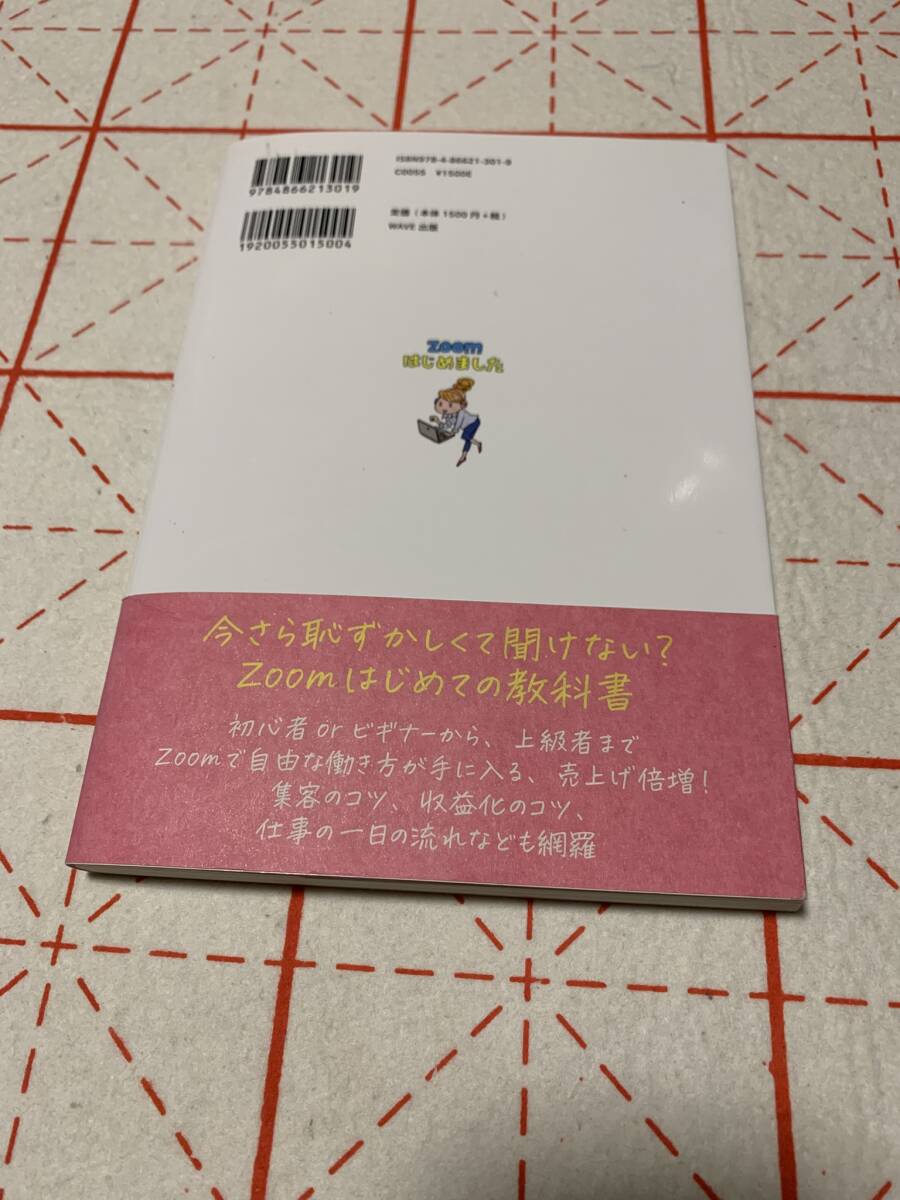 9784866213019
ISBN978-4-86621-301-9
C0055 ¥1500E
1920055015004
定価（本体1500円+税）
WAVE 出版
zoom
はじめました
今さら恥ずかしくて聞けない?
Zoomはじめての教科書
初心者orビギナーから、上級者まで
Zoomで自由な働き方が手に入る、売上げ倍増!
集客のコツ、収益化のコツ、
仕事の一日の流れなども網羅